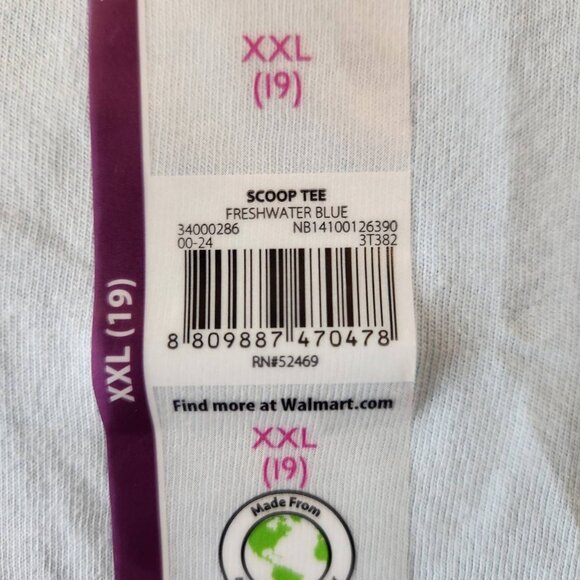 XXL
(19)
SCOOP TEE
FRESHWATER BLUE
34000286 NB14100126390
00-24 3T382
8 809887 470478
RN#52469
XXL (19)
Find more at Walmart.com
XXL
(19)
Made From